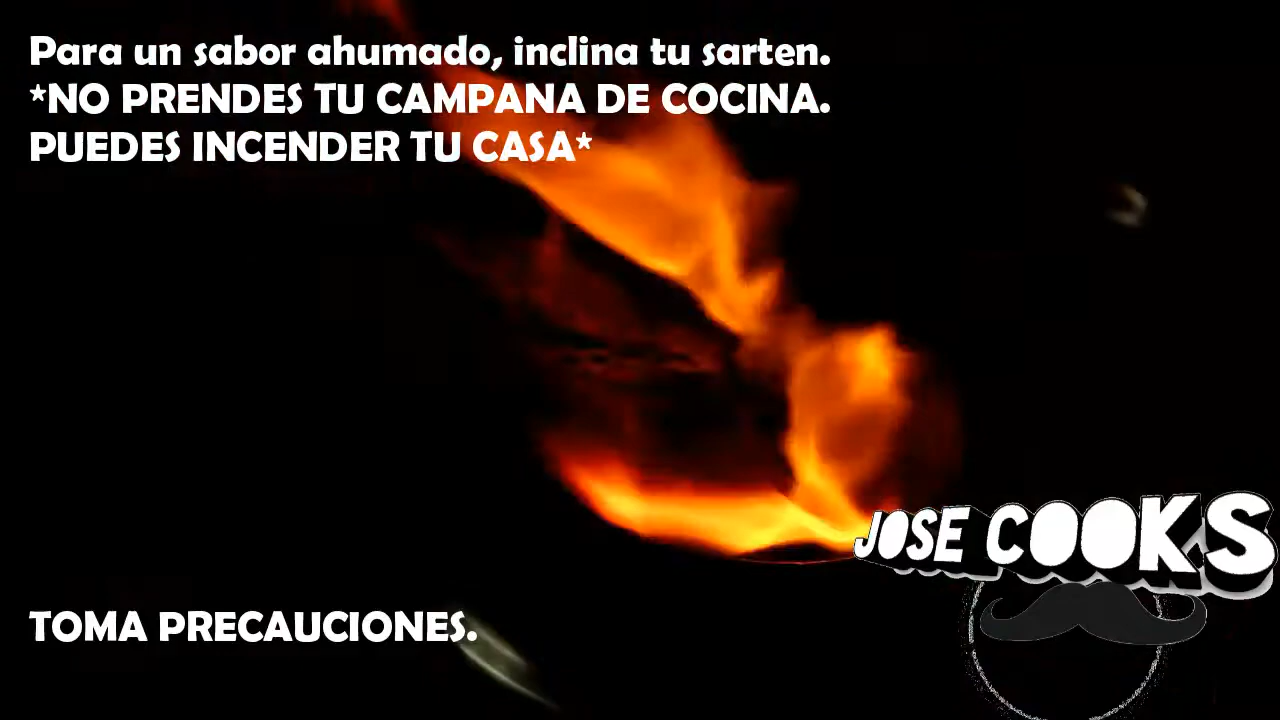 Para un sabor ahumado, inclina tu sarten.
*NO PRENDES TU CAMPANA DE COCINA.
PUEDES INCENDER TU CASA*
JOSE COOKS
TOMA PRECAUCIONES.